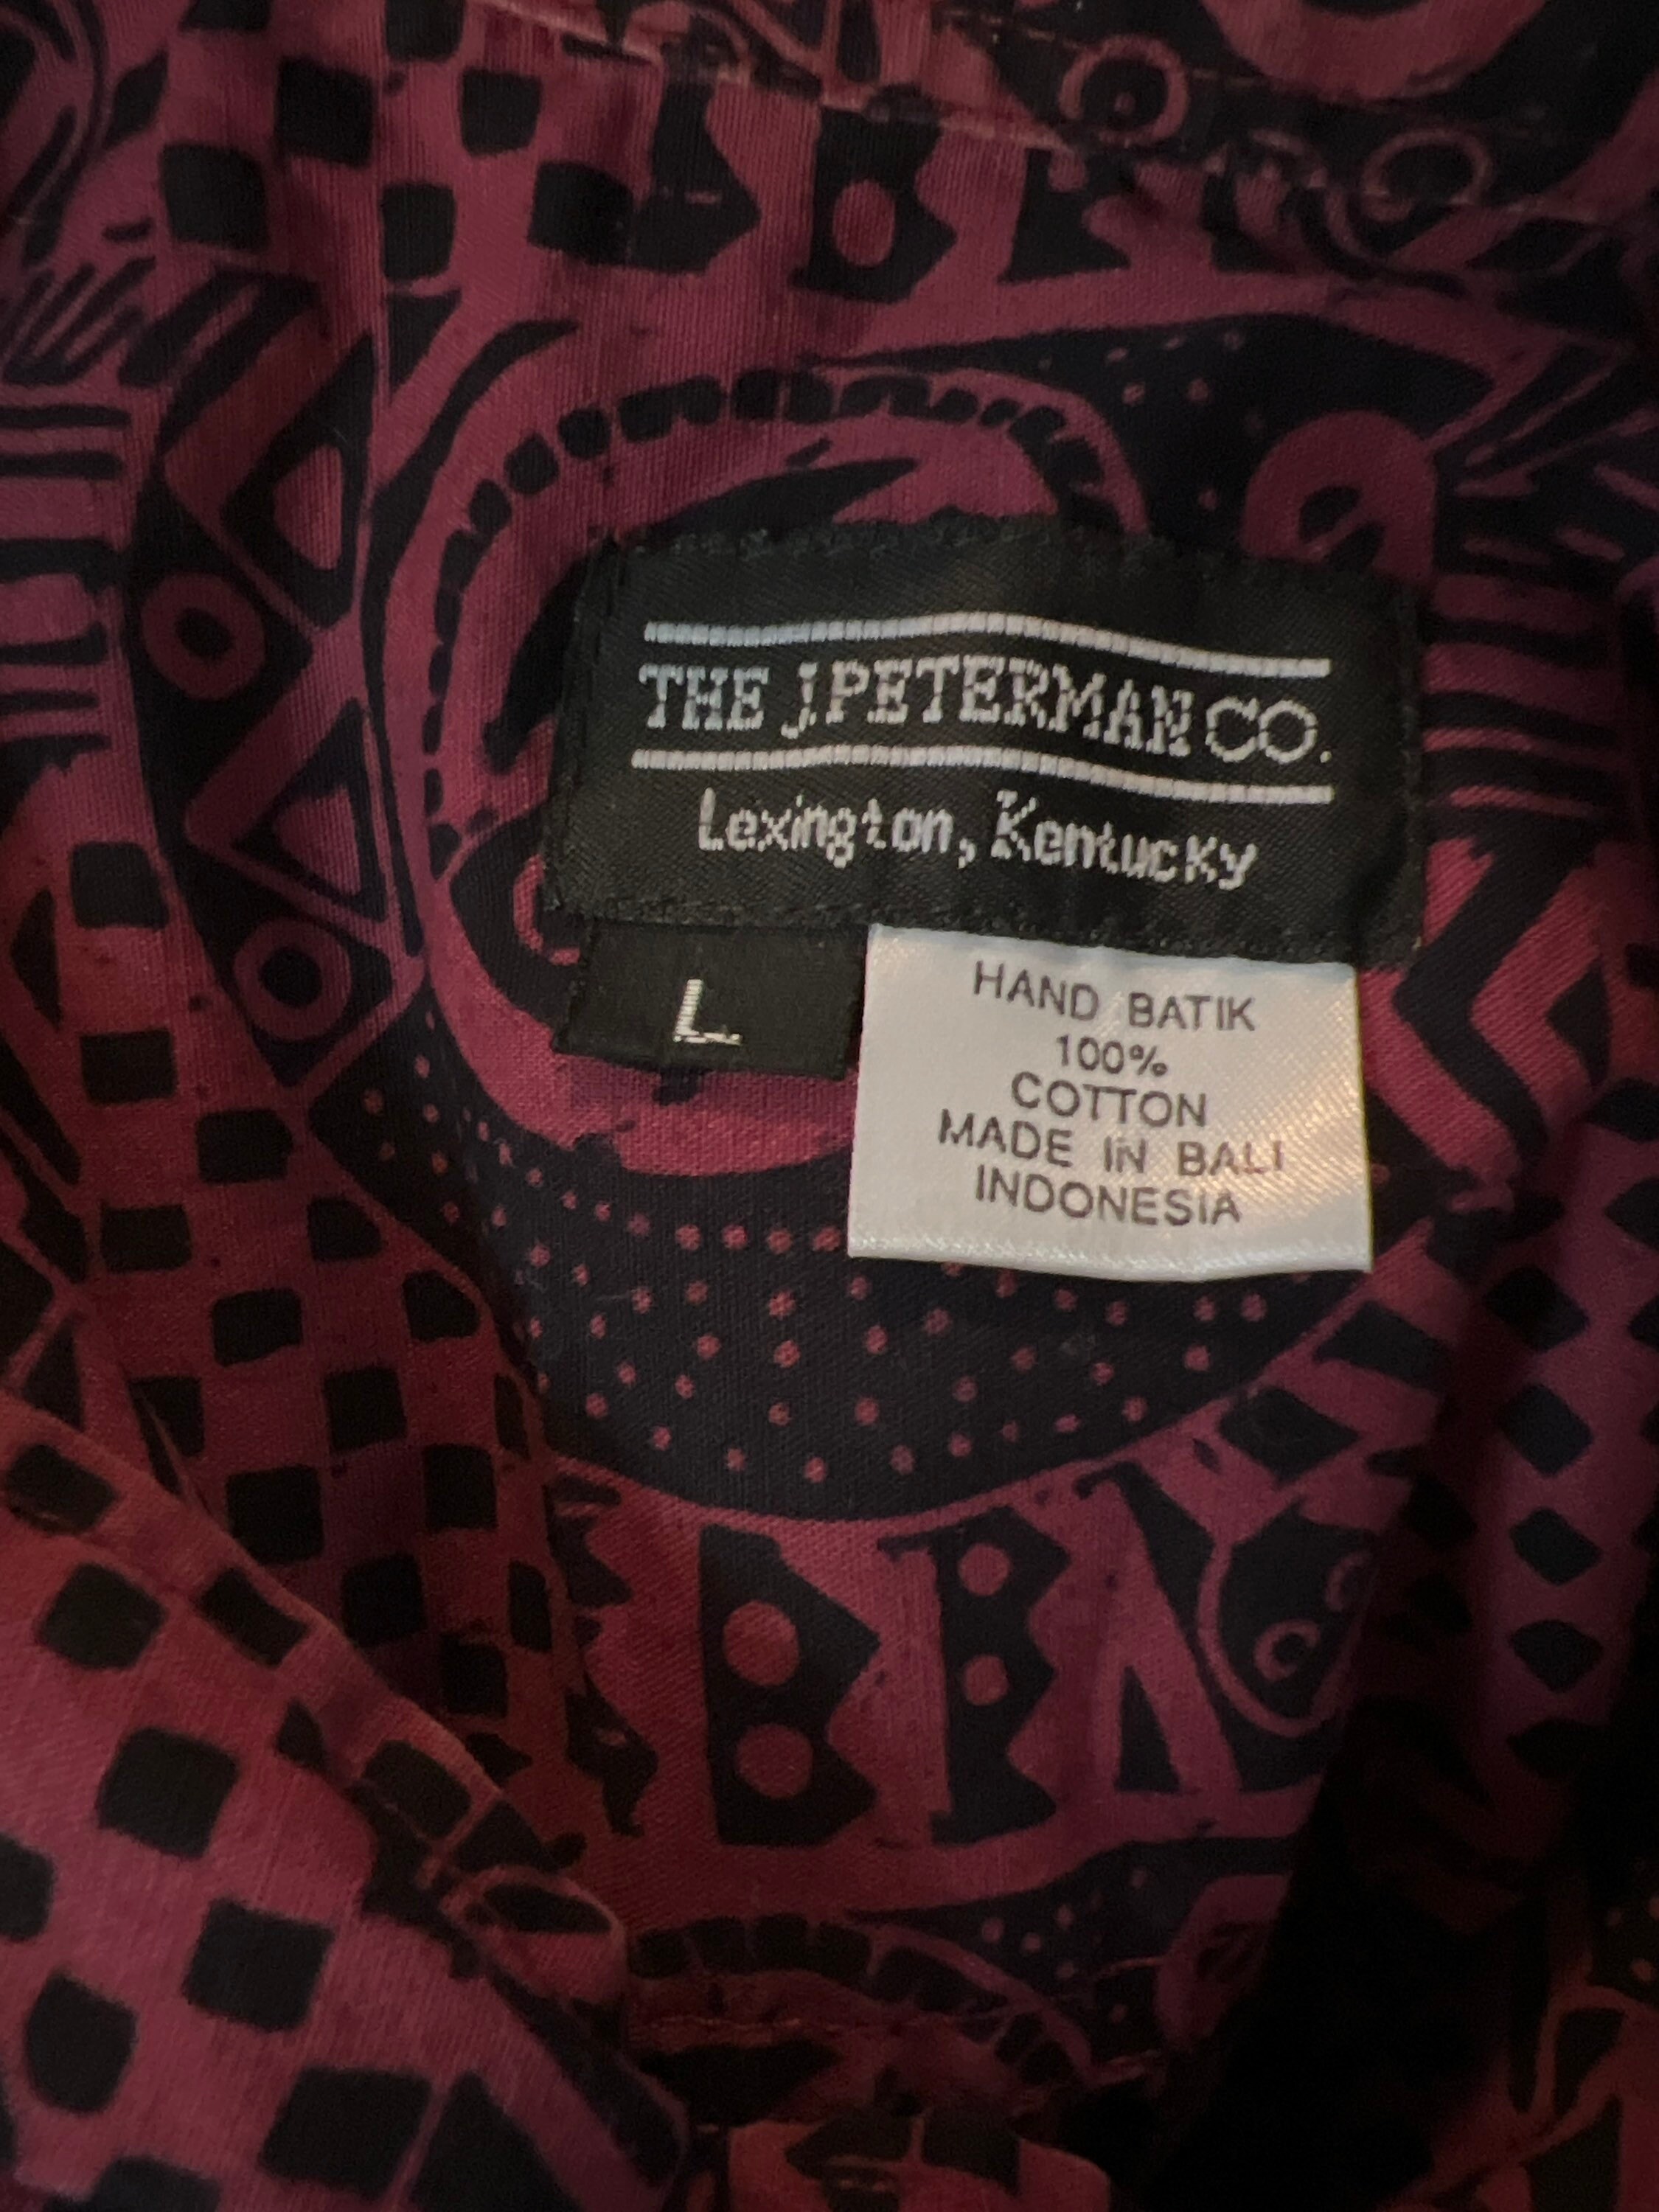 THE J. PETERMAN CO.
Lexington, Kentucky
L
HAND BATIK
100%
COTTON
MADE IN BALI
INDONESIA